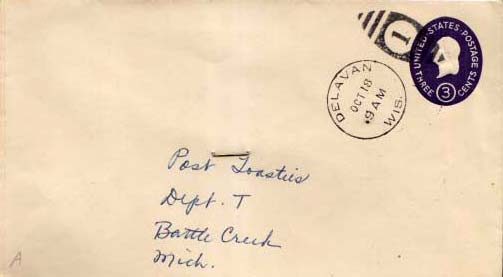 UNITED·STATES·POSTAGE
THREE 3 CENTS
1
DELAVAN
OCT 18
9 AM
WIS.
Post Toasties
Dept. T
Battle Creek
Mich.
A